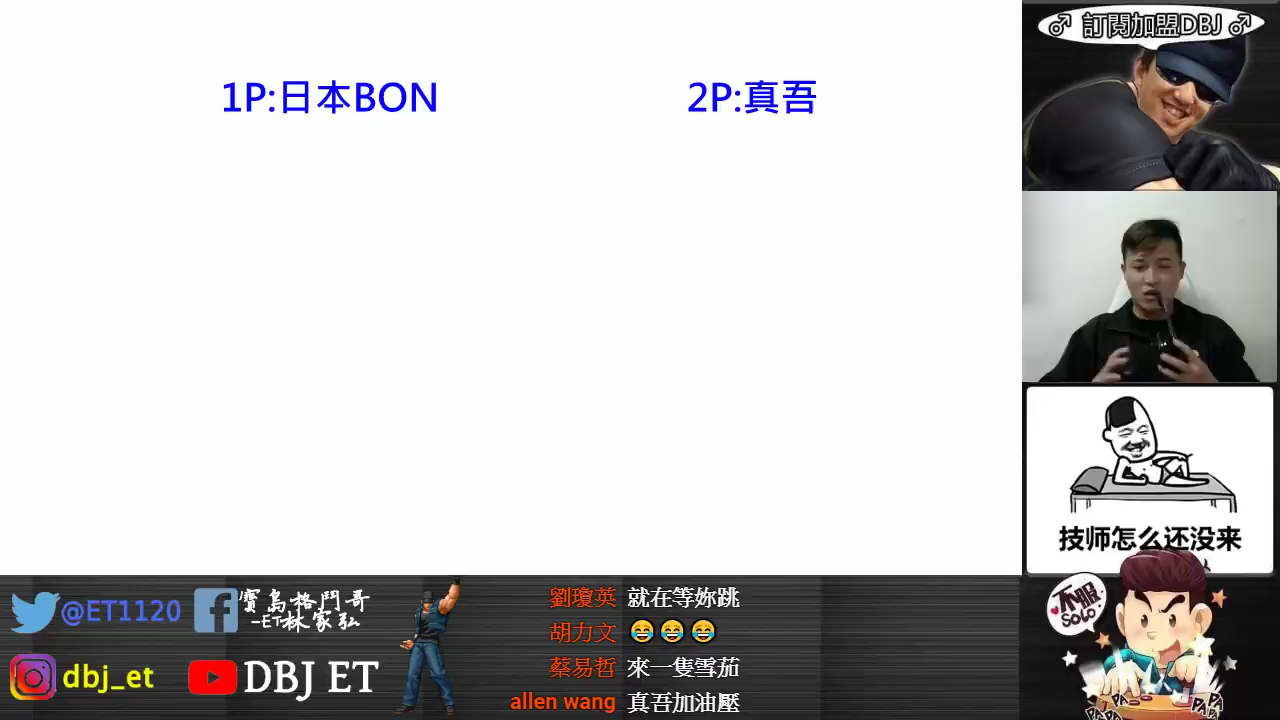 1P:日本BON
2P:真吾
♂ 訂閱加盟DBJ ♂
技师怎么还没来
不服
SOLO
@ET1120
寶島格鬥哥
-ET林家弘
dbj_et
DBJ ET
劉瓊英 就在等妳跳
胡力文 😂😂😂
蔡易哲 來一隻雪茄
allen wang 真吾加油壓